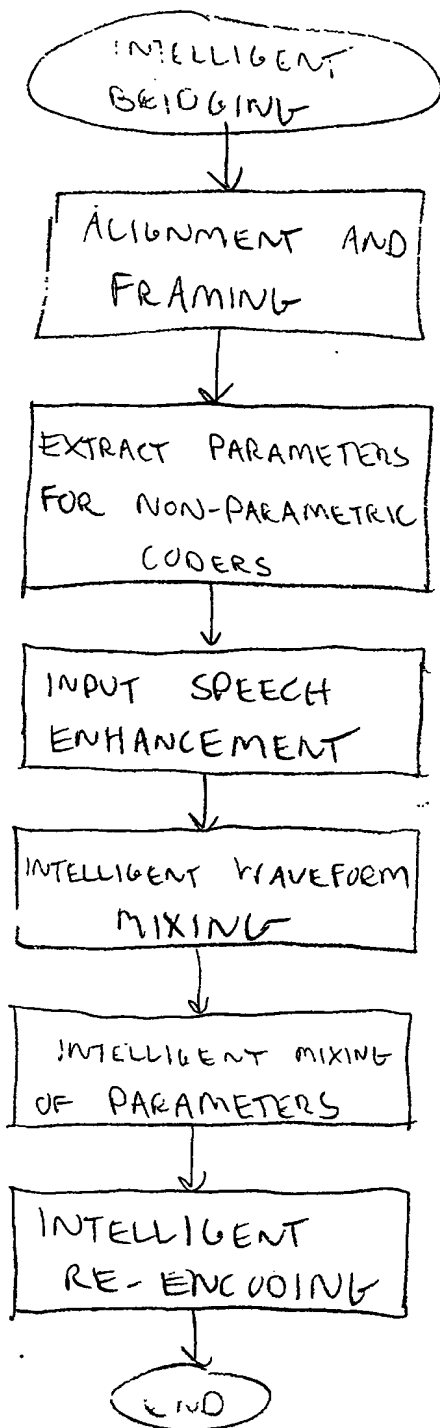 INTELLIGENT
BRIDGING
ALIGNMENT AND
FRAMING
EXTRACT PARAMETERS
FOR NON-PARAMETRIC
CODERS
INPUT SPEECH
ENHANCEMENT
INTELLIGENT WAVEFORM
MIXING
INTELLIGENT MIXING
OF PARAMETERS
INTELLIGENT
RE-ENCODING
END